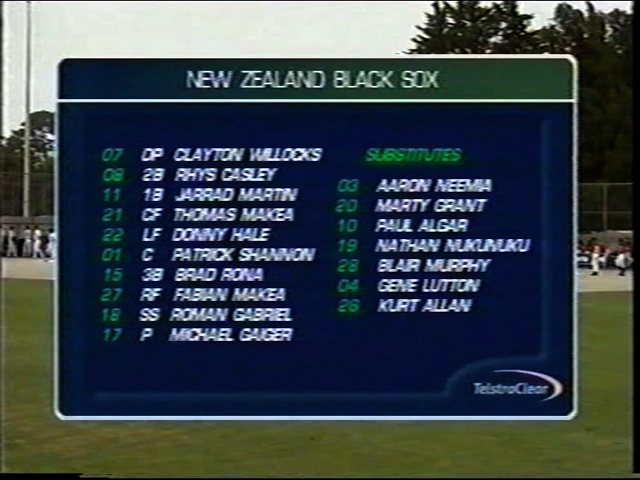 NEW ZEALAND BLACK SOX
07 DP CLAYTON WILLOCKS
08 2B RHYS CASLEY
11 1B JARRAD MARTIN
21 CF THOMAS MAKEA
22 LF DONNY HALE
01 C PATRICK SHANNON
15 3B BRAD RONA
27 RF FABIAN MAKEA
18 SS ROMAN GABRIEL
17 P MICHAEL GAIGER
SUBSTITUTES
03 AARON NEEMIA
20 MARTY GRANT
10 PAUL ALGAR
19 NATHAN NUKUNUKU
28 BLAIR MURPHY
04 GENE LUTTON
26 KURT ALLAN
TelstraClear